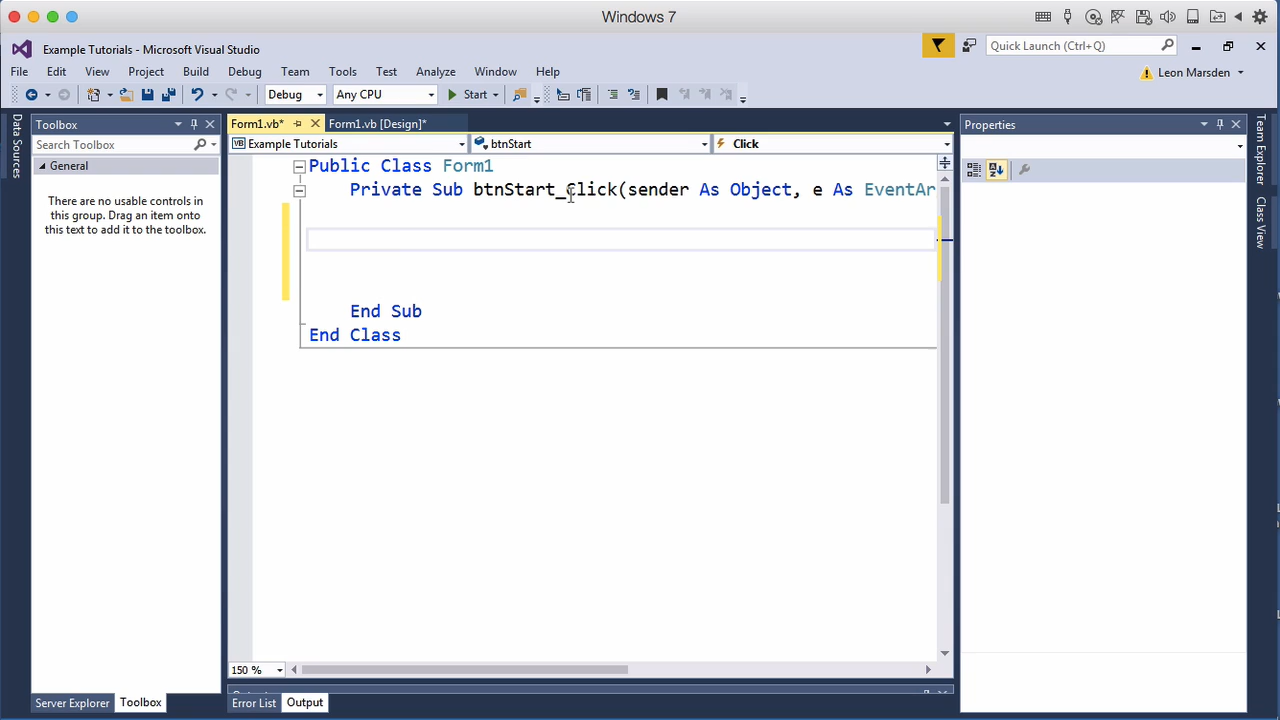 Windows 7
Example Tutorials - Microsoft Visual Studio
Quick Launch (Ctrl+Q)
File Edit View Project Build Debug Team Tools Test Analyze Window Help
Leon Marsden
Debug Any CPU Start
Data Sources
Toolbox
Search Toolbox
General
There are no usable controls in
this group. Drag an item onto
this text to add it to the toolbox.
Server Explorer Toolbox
Form1.vb* Form1.vb [Design]*
Example Tutorials btnStart Click
Public Class Form1
Private Sub btnStart_Click(sender As Object, e As EventAr
End Sub
End Class
150 %
Error List Output
Properties
Team Explorer
Class View